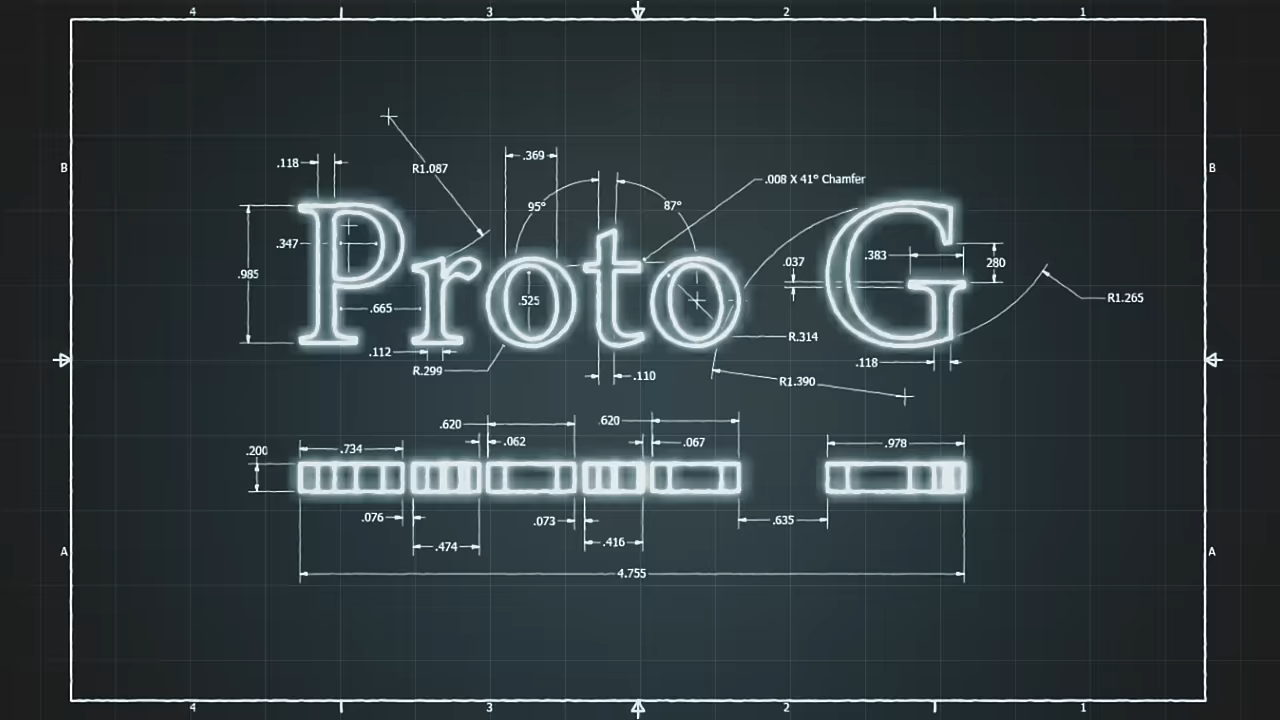 4 3 2 1
B B
.118 R1.087 .369 .008 X 41° Chamfer
95° 87°
Proto G
.347 .985 .665 .525 .037 .383 280 R1.265
.112 R.299 .110 R.314 R1.390 .118
.620 .620
.200 .734 .062 .067 .978
.076 .073 .635
.474 .416
A A
4.755
4 3 2 1